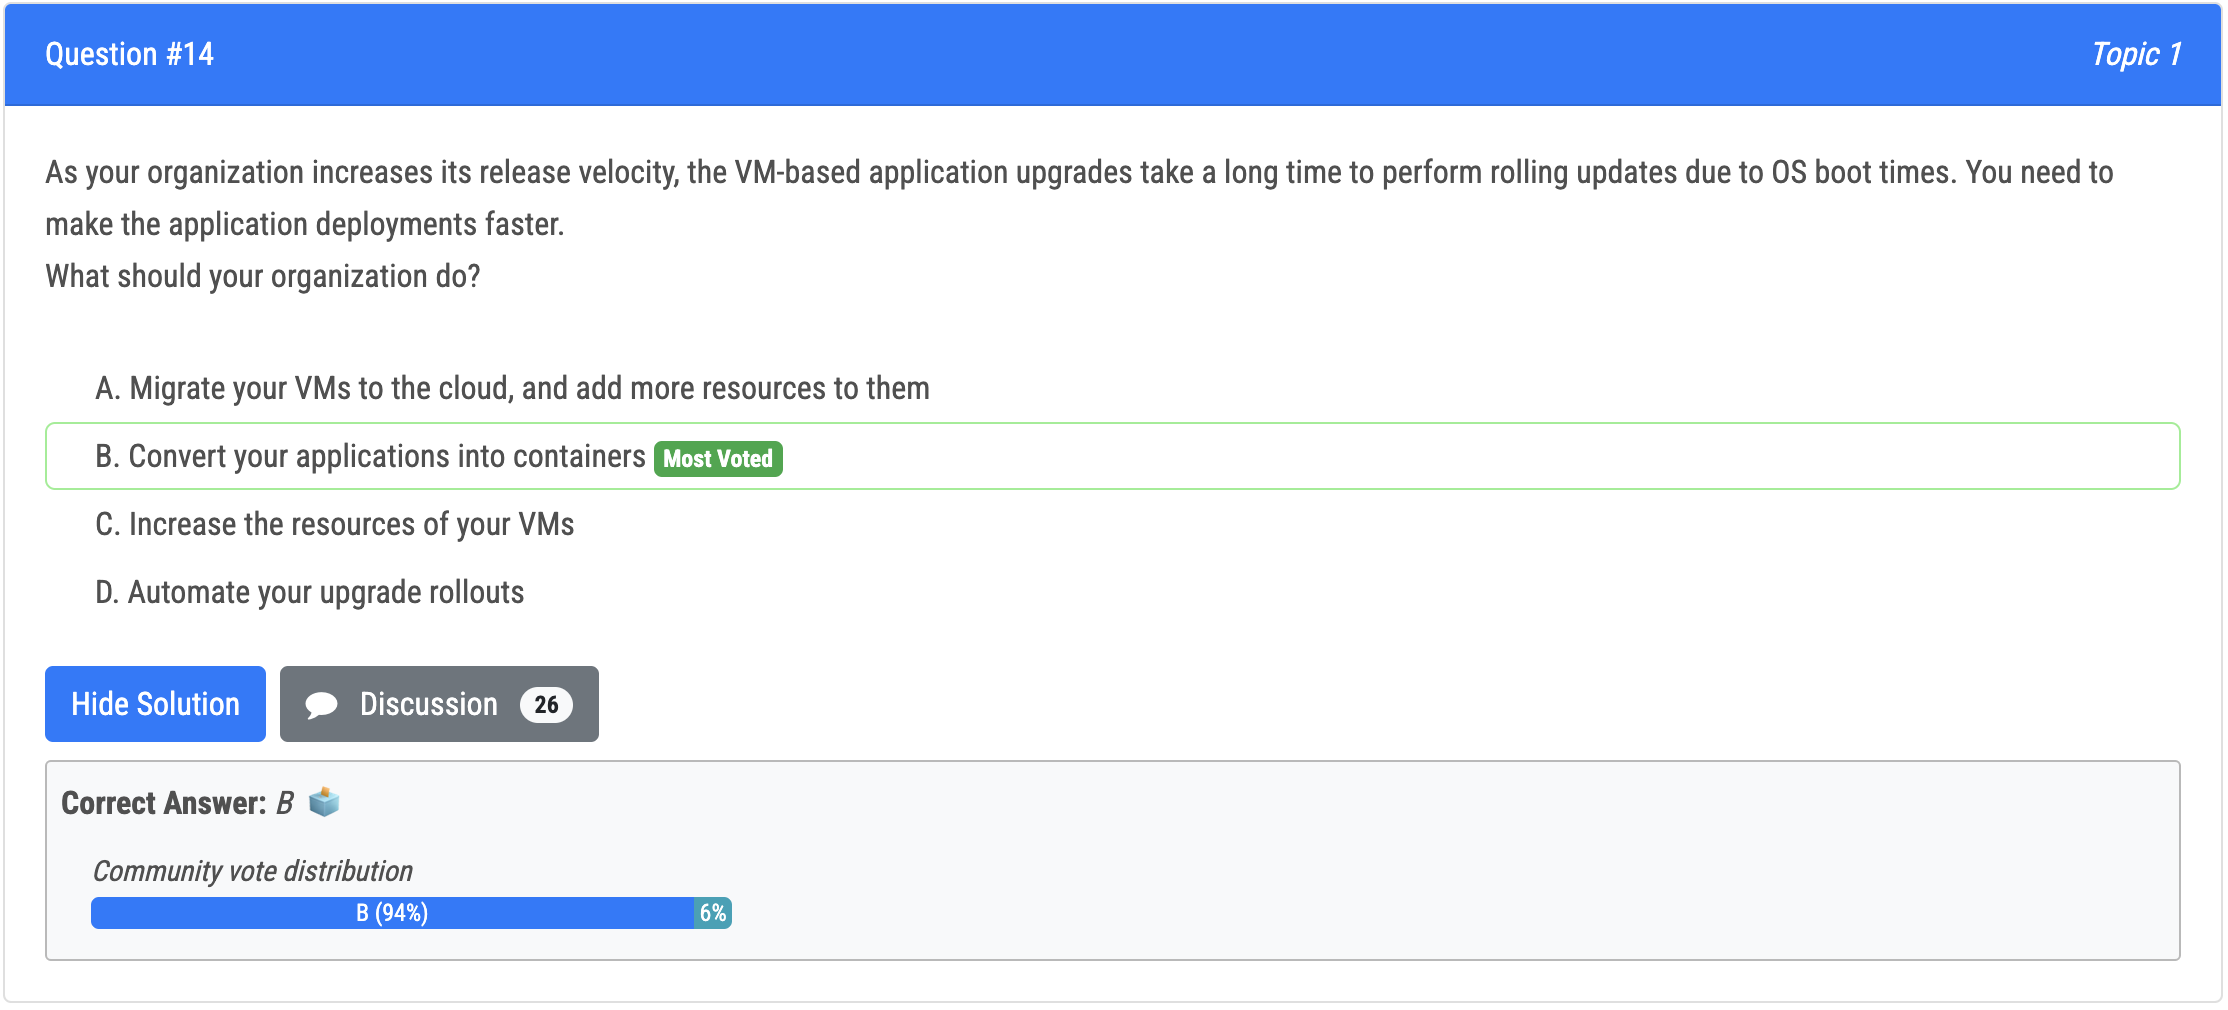 Question #14
Topic 1
As your organization increases its release velocity, the VM-based application upgrades take a long time to perform rolling updates due to OS boot times. You need to
make the application deployments faster.
What should your organization do?
A. Migrate your VMs to the cloud, and add more resources to them
B. Convert your applications into containers Most Voted
C. Increase the resources of your VMs
D. Automate your upgrade rollouts
Hide Solution
Discussion 26
Correct Answer: B
Community vote distribution
B (94%) 6%